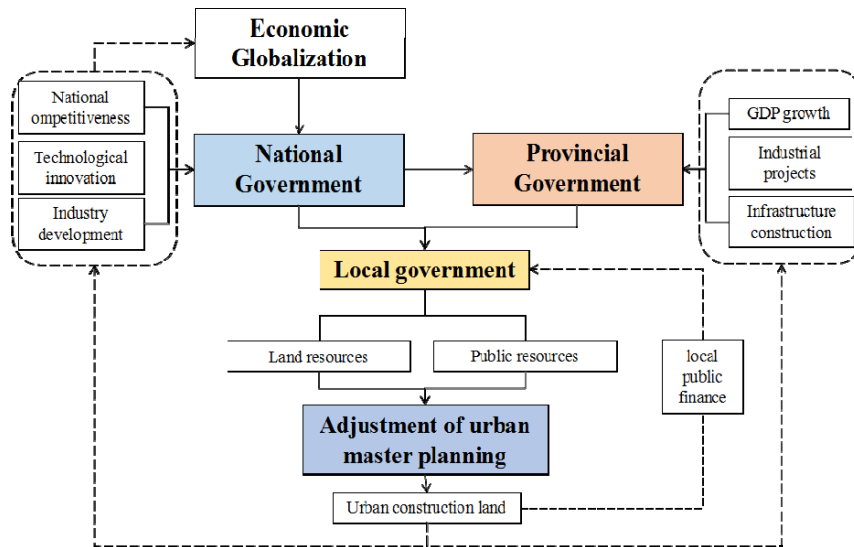 Economic
Globalization
National
ompetitiveness
Technological
innovation
Industry
development
National
Government
Provincial
Government
GDP growth
Industrial
projects
Infrastructure
construction
Local government
Land resources
Public resources
local
public
finance
Adjustment of urban
master planning
Urban construction land